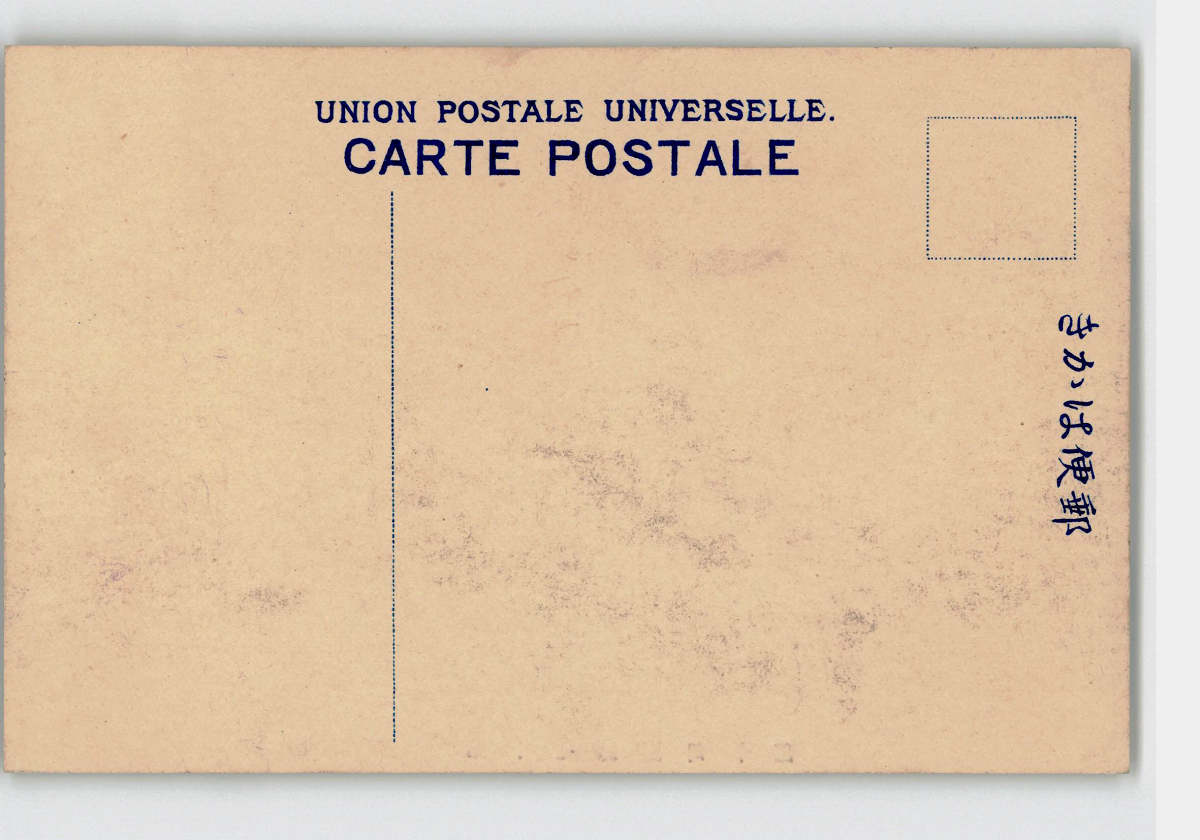 UNION POSTALE UNIVERSELLE.
CARTE POSTALE
郵便はかき